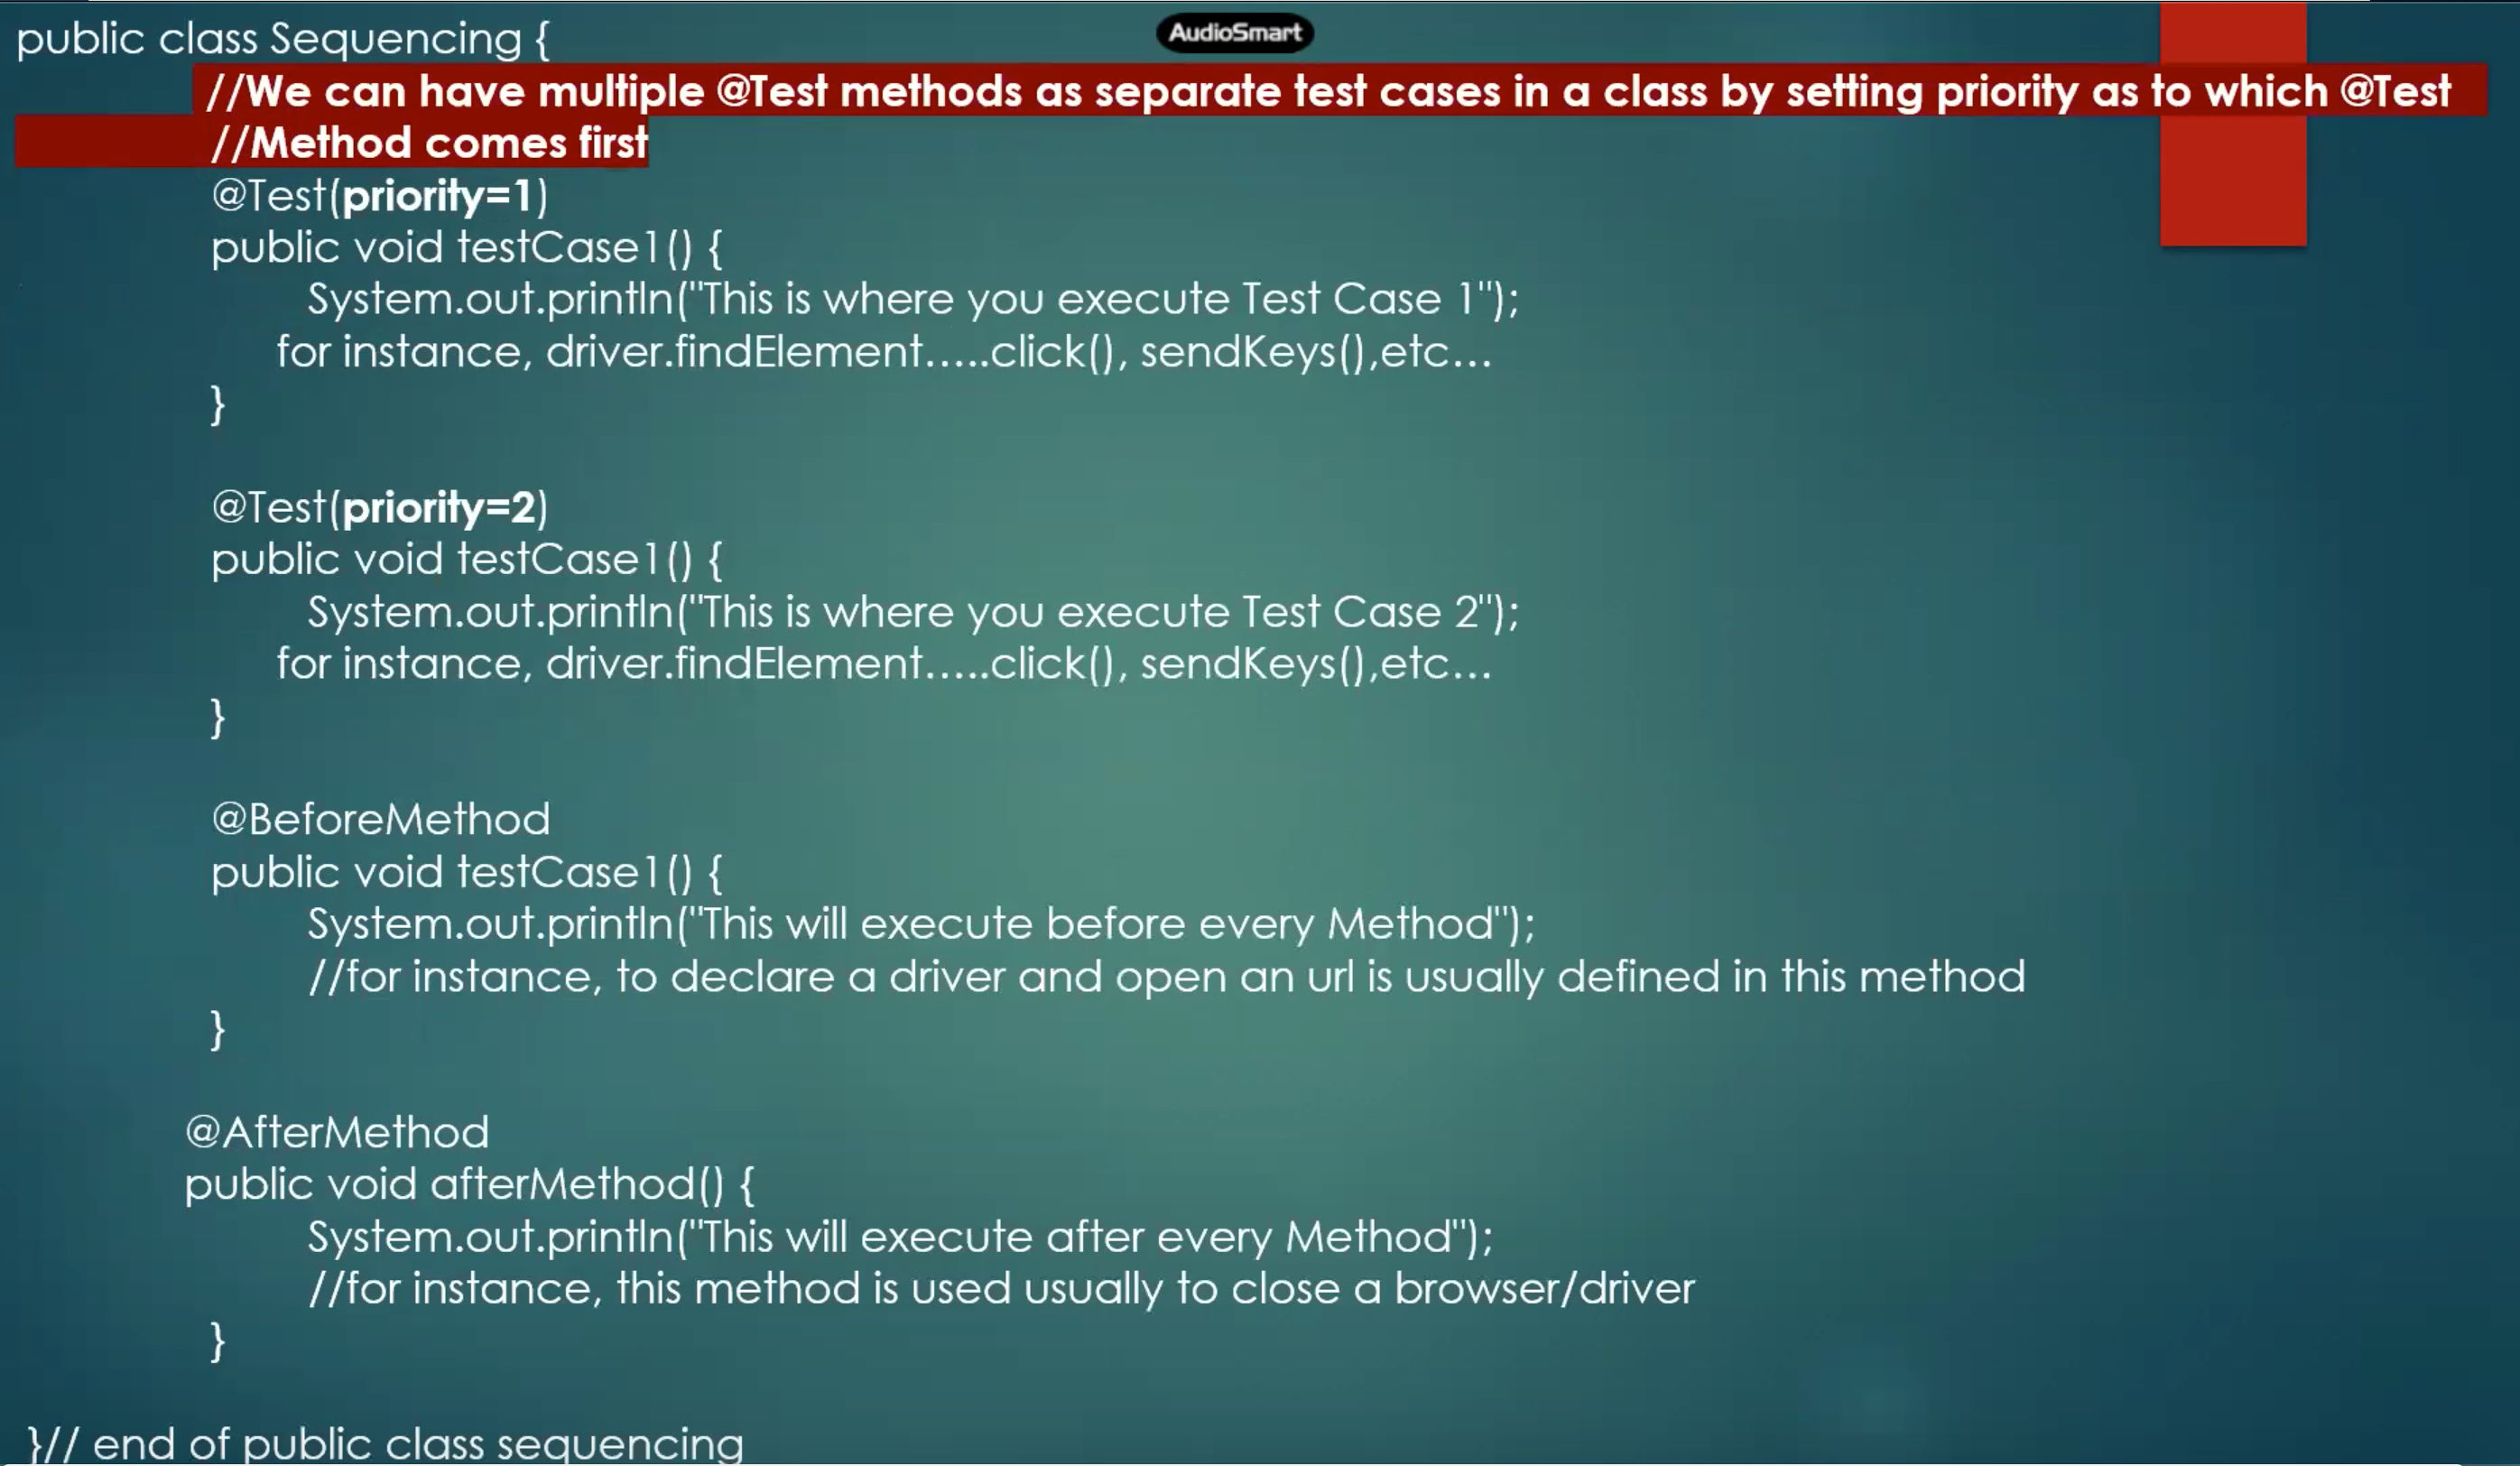 public class Sequencing {
AudioSmart
//We can have multiple @Test methods as separate test cases in a class by setting priority as to which @Test
//Method comes first
@Test(priority=1)
public void testCase1() {
System.out.println("This is where you execute Test Case 1");
for instance, driver.findElement.....click(), sendKeys(),etc...
}
@Test(priority=2)
public void testCase1() {
System.out.println("This is where you execute Test Case 2");
for instance, driver.findElement.....click(), sendKeys(),etc...
}
@BeforeMethod
public void testCase1() {
System.out.println("This will execute before every Method");
//for instance, to declare a driver and open an url is usually defined in this method
}
@AfterMethod
public void afterMethod() {
System.out.println("This will execute after every Method");
//for instance, this method is used usually to close a browser/driver
}
}// end of public class sequencing